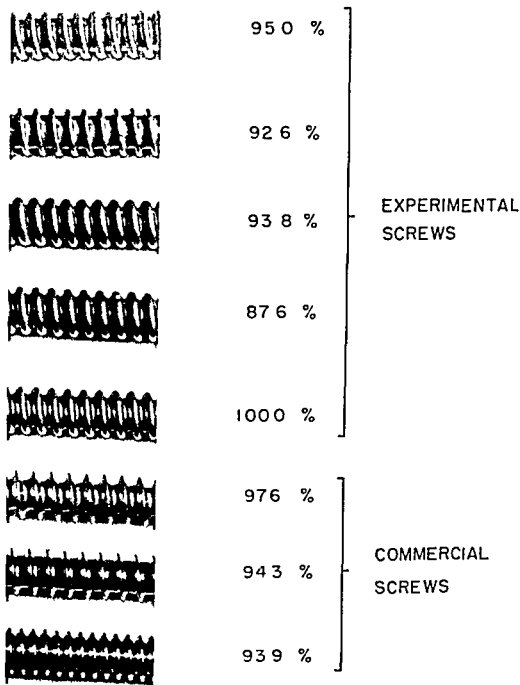 95 0 %
92 6 %
93 8 %
87 6 %
100 0 %
EXPERIMENTAL
SCREWS
97 6 %
94 3 %
93 9 %
COMMERCIAL
SCREWS